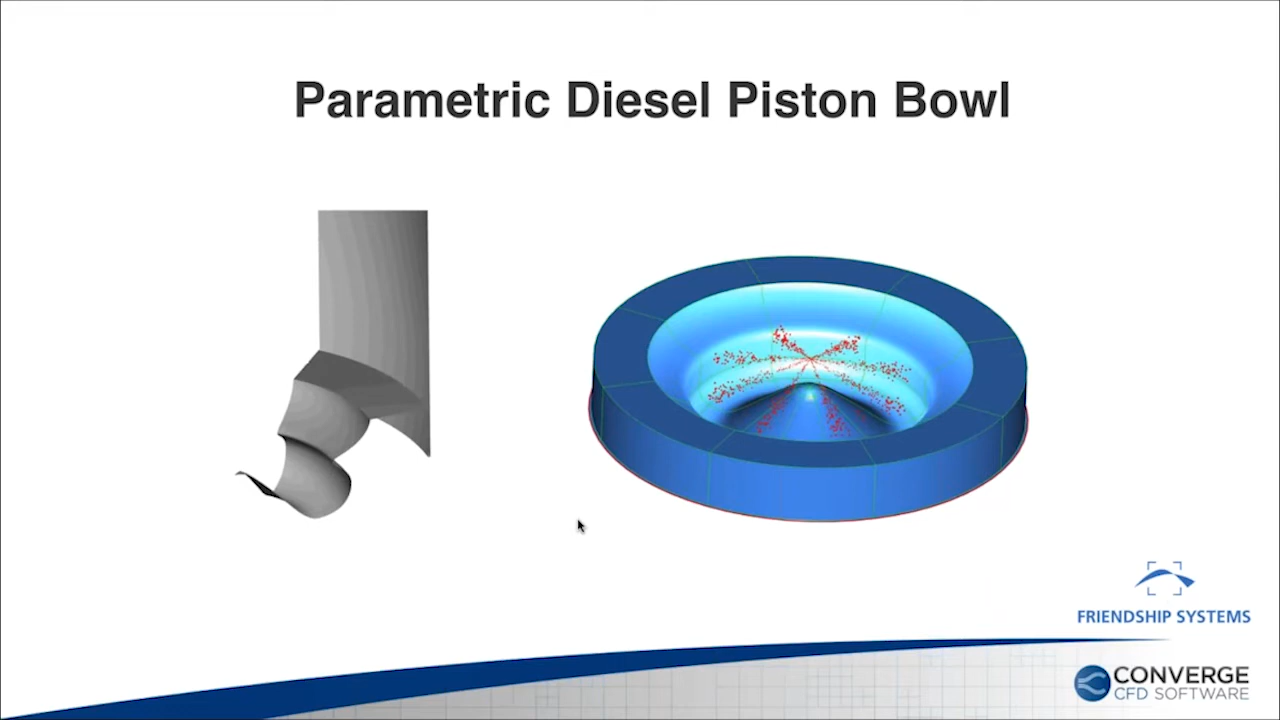 Parametric Diesel Piston Bowl
FRIENDSHIP SYSTEMS
CONVERGE
CFD SOFTWARE